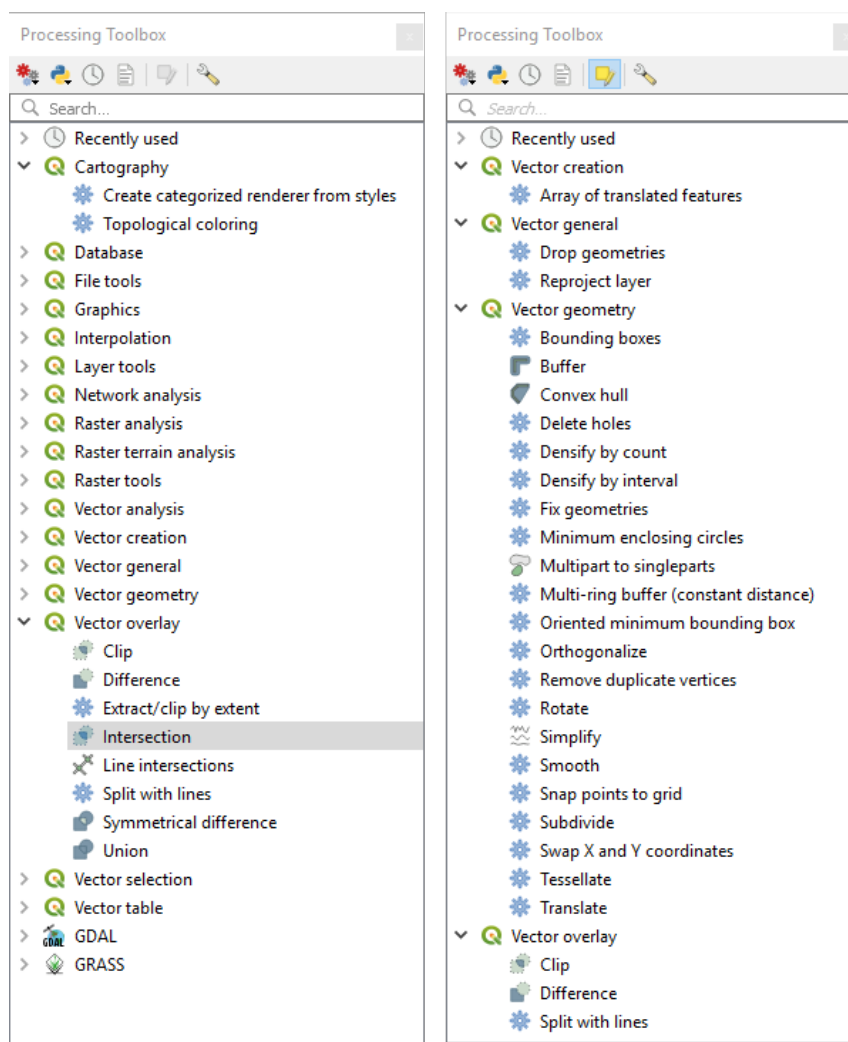 Processing Toolbox
x
Search...
Recently used
Cartography
Create categorized renderer from styles
Topological coloring
Database
File tools
Graphics
Interpolation
Layer tools
Network analysis
Raster analysis
Raster terrain analysis
Raster tools
Vector analysis
Vector creation
Vector general
Vector geometry
Vector overlay
Clip
Difference
Extract/clip by extent
Intersection
Line intersections
Split with lines
Symmetrical difference
Union
Vector selection
Vector table
GDAL
GDAL
GRASS
Processing Toolbox
Search...
Recently used
Vector creation
Array of translated features
Vector general
Drop geometries
Reproject layer
Vector geometry
Bounding boxes
Buffer
Convex hull
Delete holes
Densify by count
Densify by interval
Fix geometries
Minimum enclosing circles
Multipart to singleparts
Multi-ring buffer (constant distance)
Oriented minimum bounding box
Orthogonalize
Remove duplicate vertices
Rotate
Simplify
Smooth
Snap points to grid
Subdivide
Swap X and Y coordinates
Tessellate
Translate
Vector overlay
Clip
Difference
Split with lines